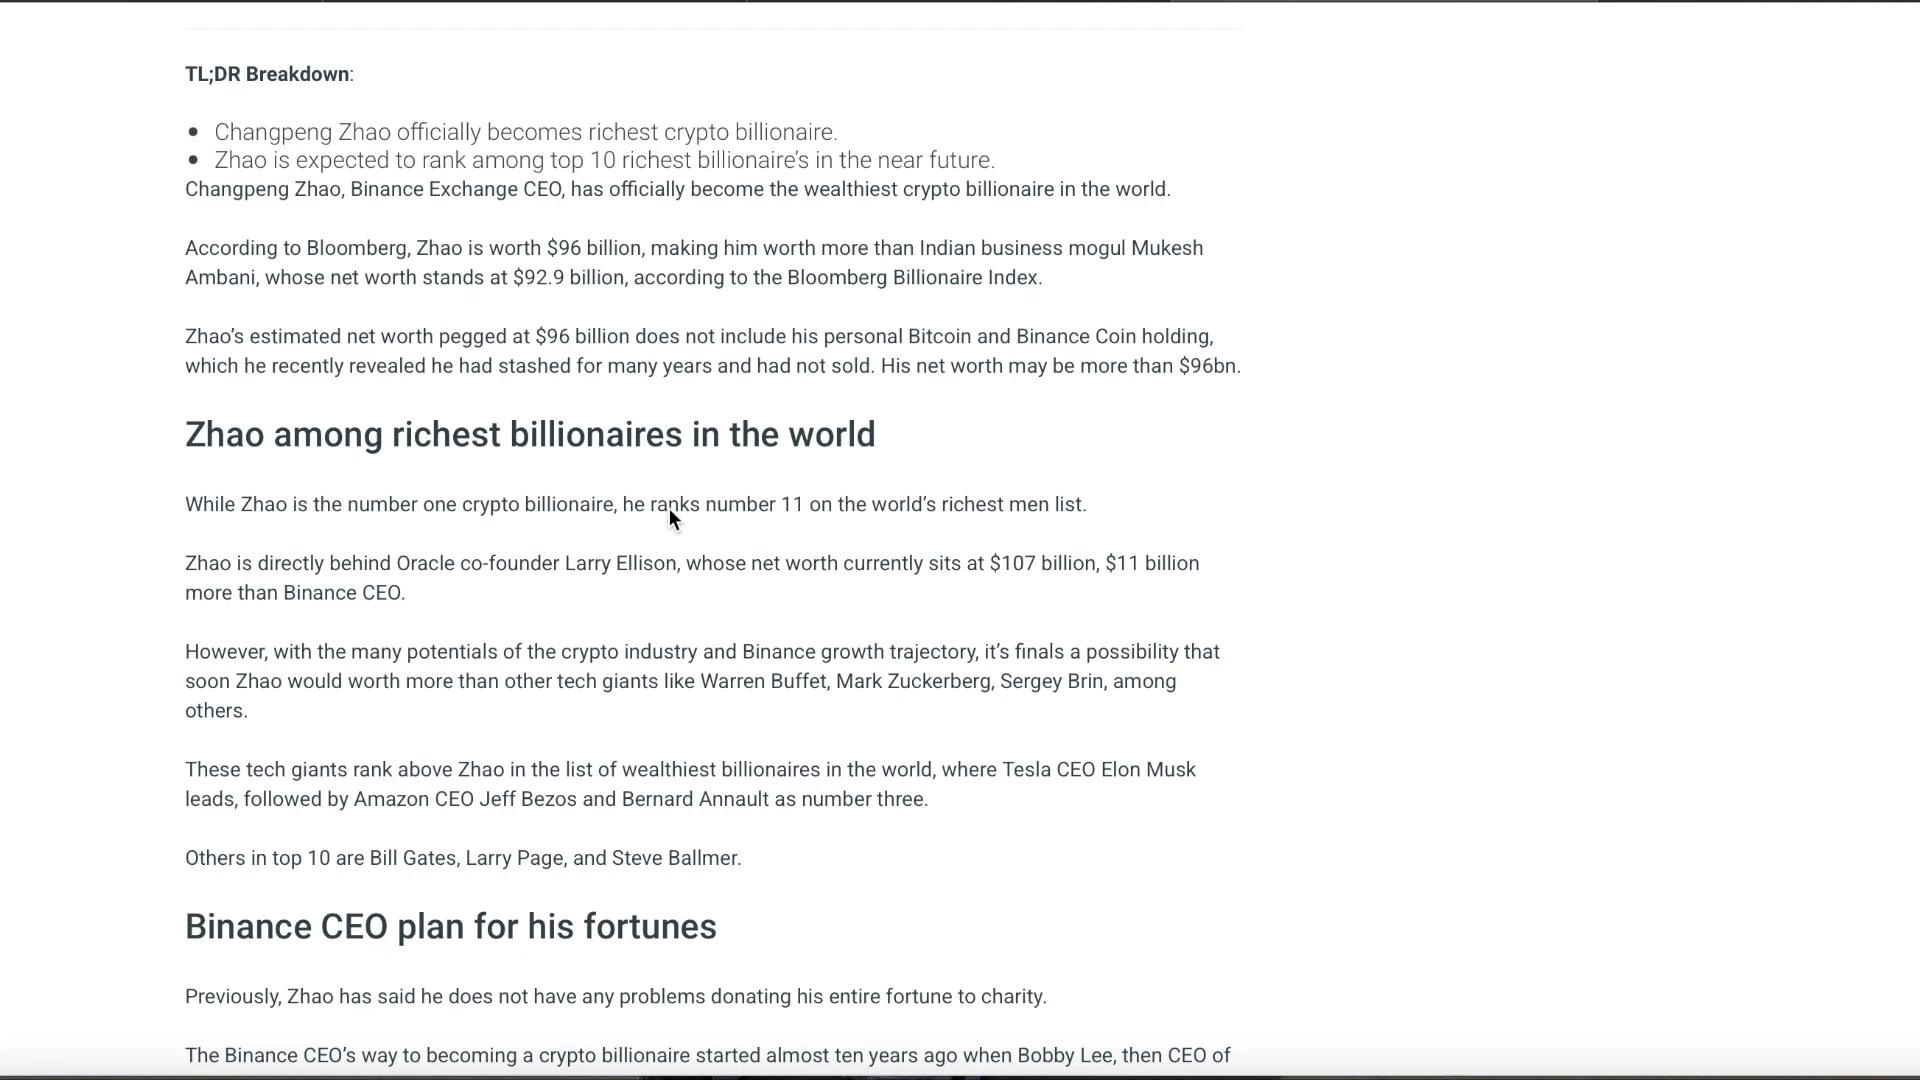 TL;DR Breakdown:
• Changpeng Zhao officially becomes richest crypto billionaire.
• Zhao is expected to rank among top 10 richest billionaire’s in the near future.
Changpeng Zhao, Binance Exchange CEO, has officially become the wealthiest crypto billionaire in the world.
According to Bloomberg, Zhao is worth $96 billion, making him worth more than Indian business mogul Mukesh
Ambani, whose net worth stands at $92.9 billion, according to the Bloomberg Billionaire Index.
Zhao’s estimated net worth pegged at $96 billion does not include his personal Bitcoin and Binance Coin holding,
which he recently revealed he had stashed for many years and had not sold. His net worth may be more than $96bn.
Zhao among richest billionaires in the world
While Zhao is the number one crypto billionaire, he ranks number 11 on the world’s richest men list.
Zhao is directly behind Oracle co-founder Larry Ellison, whose net worth currently sits at $107 billion, $11 billion
more than Binance CEO.
However, with the many potentials of the crypto industry and Binance growth trajectory, it’s finals a possibility that
soon Zhao would worth more than other tech giants like Warren Buffet, Mark Zuckerberg, Sergey Brin, among
others.
These tech giants rank above Zhao in the list of wealthiest billionaires in the world, where Tesla CEO Elon Musk
leads, followed by Amazon CEO Jeff Bezos and Bernard Annault as number three.
Others in top 10 are Bill Gates, Larry Page, and Steve Ballmer.
Binance CEO plan for his fortunes
Previously, Zhao has said he does not have any problems donating his entire fortune to charity.
The Binance CEO’s way to becoming a crypto billionaire started almost ten years ago when Bobby Lee, then CEO of